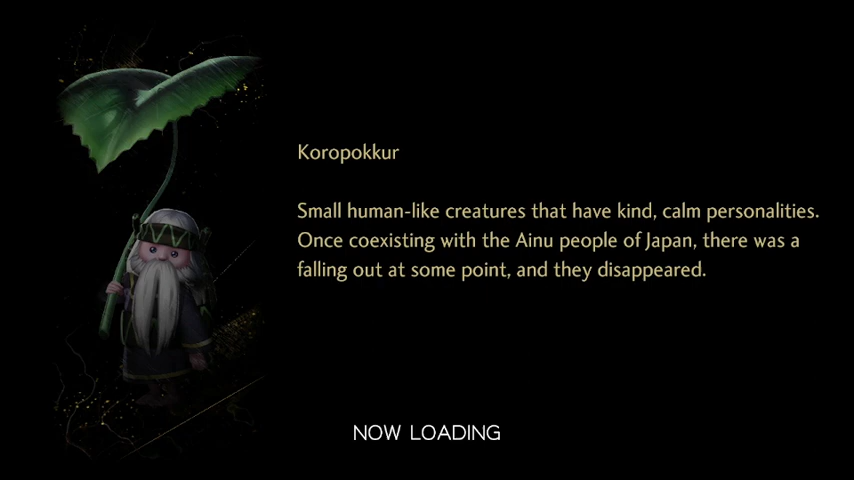 Koropokkur
Small human-like creatures that have kind, calm personalities.
Once coexisting with the Ainu people of Japan, there was a
falling out at some point, and they disappeared.
NOW LOADING